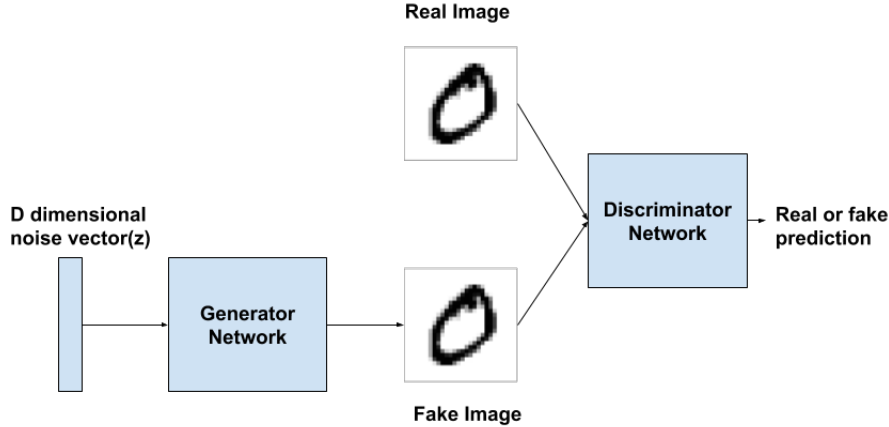 Real Image
D dimensional
noise vector(z)
Generator
Network
Fake Image
Discriminator
Network
Real or fake
prediction